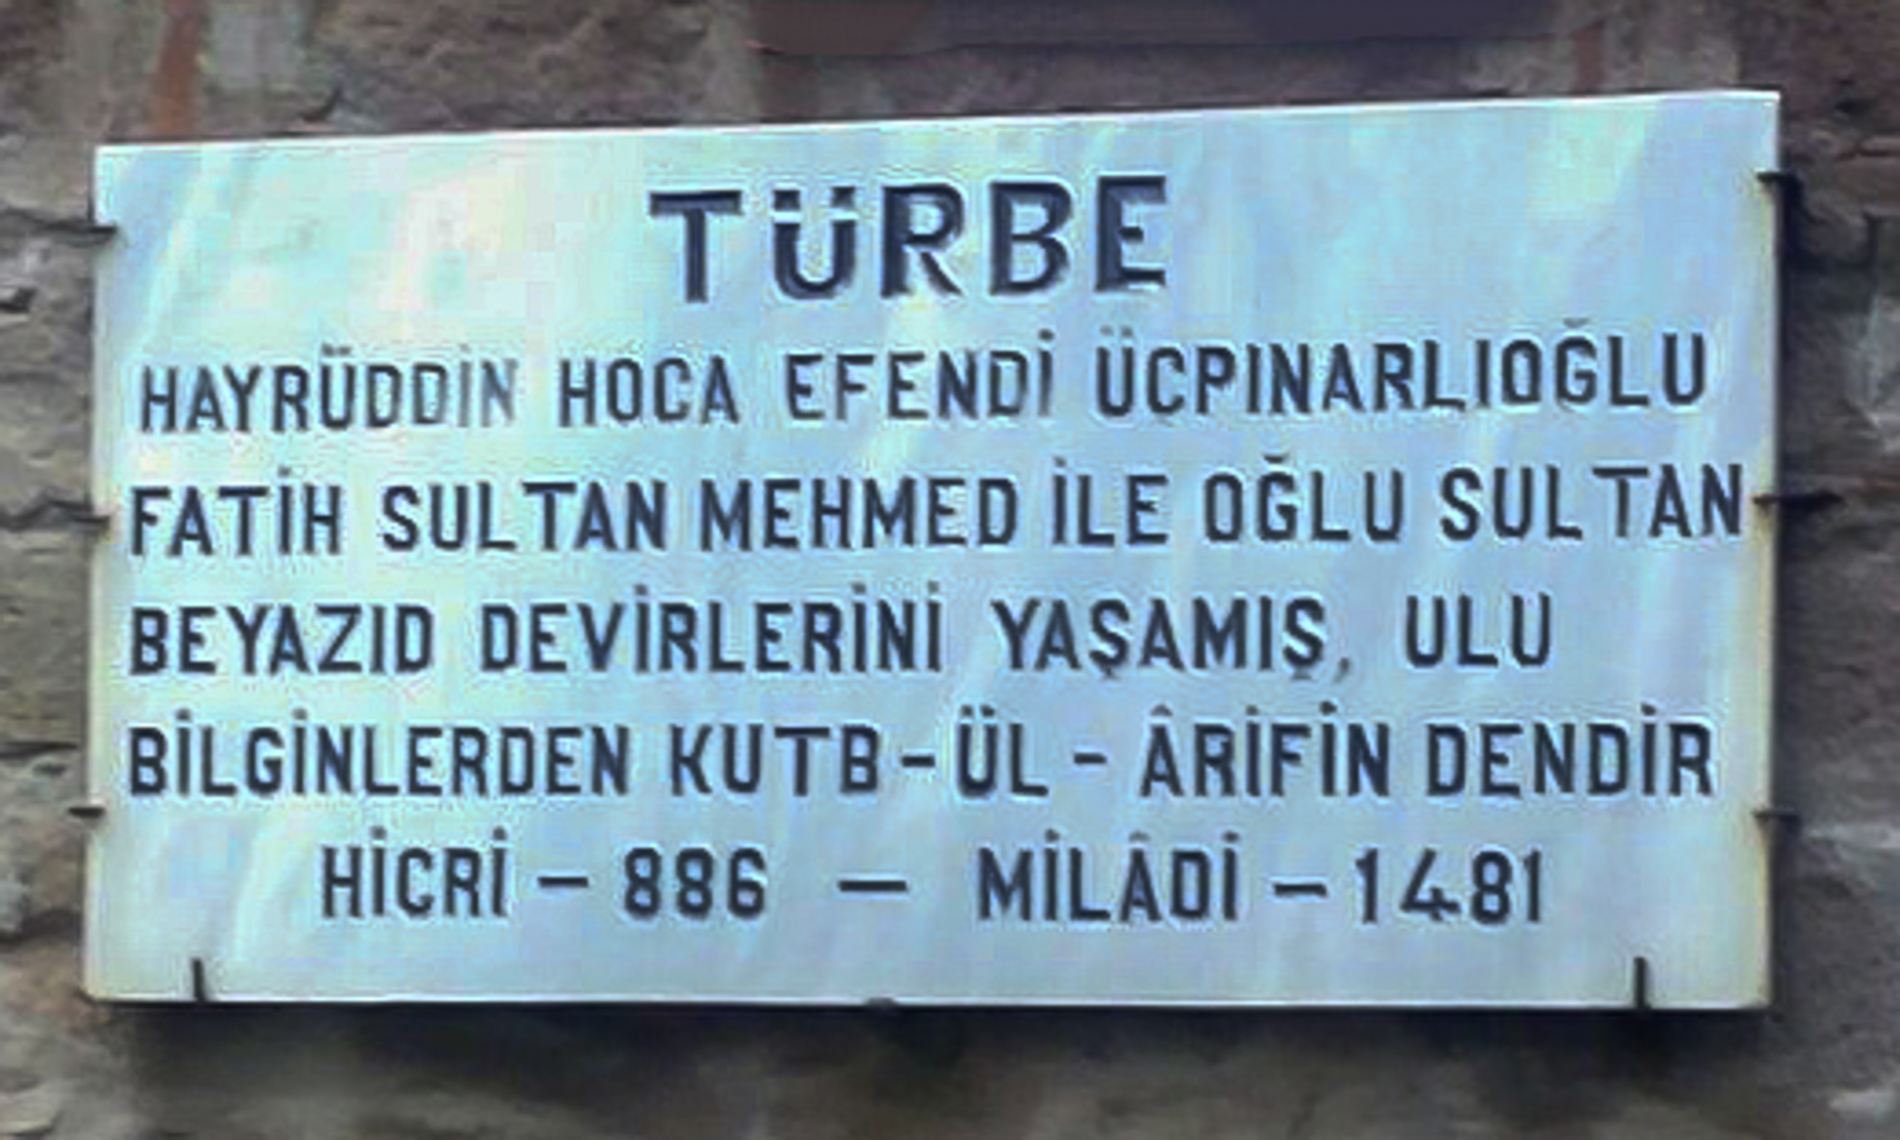 TÜRBE
HAYRÜDDİN HOCA EFENDİ ÜCPINARLIOĞLU
FATİH SULTAN MEHMED İLE OĞLU SULTAN
BEYAZID DEVİRLERİNİ YAŞAMIŞ, ULU
BİLGİNLERDEN KUTB-ÜL-ÂRİFİN DENDİR
HİCRİ-886 — MİLÂDİ-1481